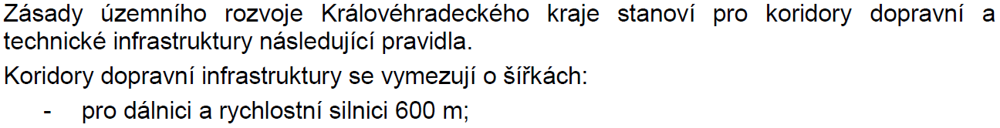 Zásady územního rozvoje Královéhradeckého kraje stanoví pro koridory dopravní a
technické infrastruktury následující pravidla.
Koridory dopravní infrastruktury se vymezují o šířkách:
- pro dálnici a rychlostní silnici 600 m;